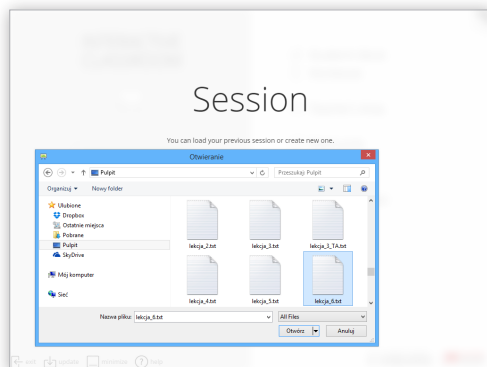 Session
You can load your previous session or create new one.
Otwieranie
Pulpit
Przeszukaj: Pulpit
Organizuj
Nowy folder
Ulubione
Dropbox
Ostatnie miejsca
Pobrane
Pulpit
SkyDrive
Mój komputer
Sieć
lekcja_2.txt
lekcja_3.txt
lekcja_3_TA.txt
lekcja_4.txt
lekcja_5.txt
lekcja_6.txt
Nazwa pliku: lekcja_6.txt
All Files
Otwórz
Anuluj